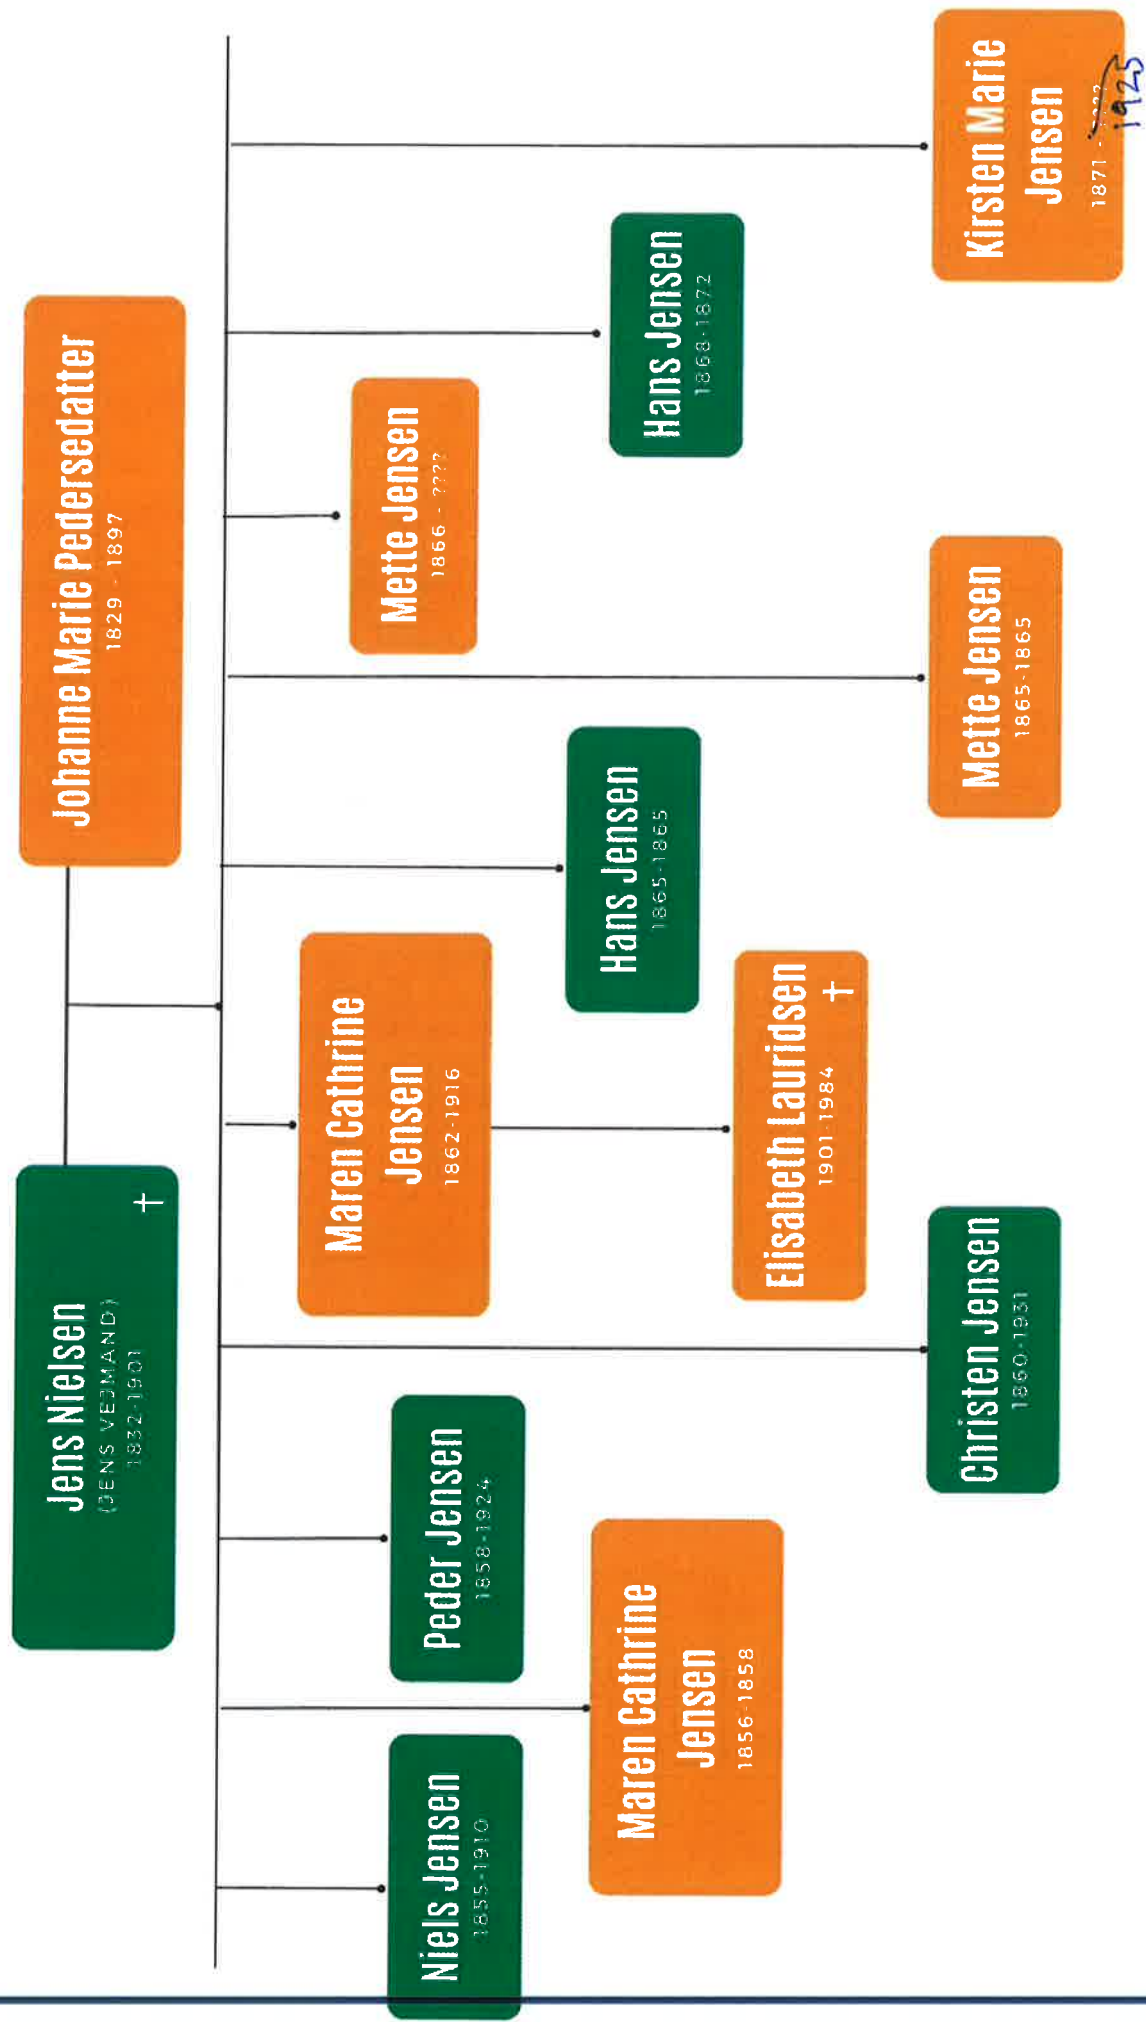 Jens Nielsen
(JENS VEJMAND)
1832-1901
†
Johanne Marie Pedersedatter
1829 - 1897
Niels Jensen
1855-1910
Maren Cathrine
Jensen
1856-1858
Peder Jensen
1858-1924
Christen Jensen
1860-1931
Maren Cathrine
Jensen
1862-1916
Elisabeth Lauridsen
1901-1984
†
Hans Jensen
1865-1865
Mette Jensen
1865-1865
Mette Jensen
1866 - ????
Hans Jensen
1868-1872
Kirsten Marie
Jensen
1871 - ????
1925